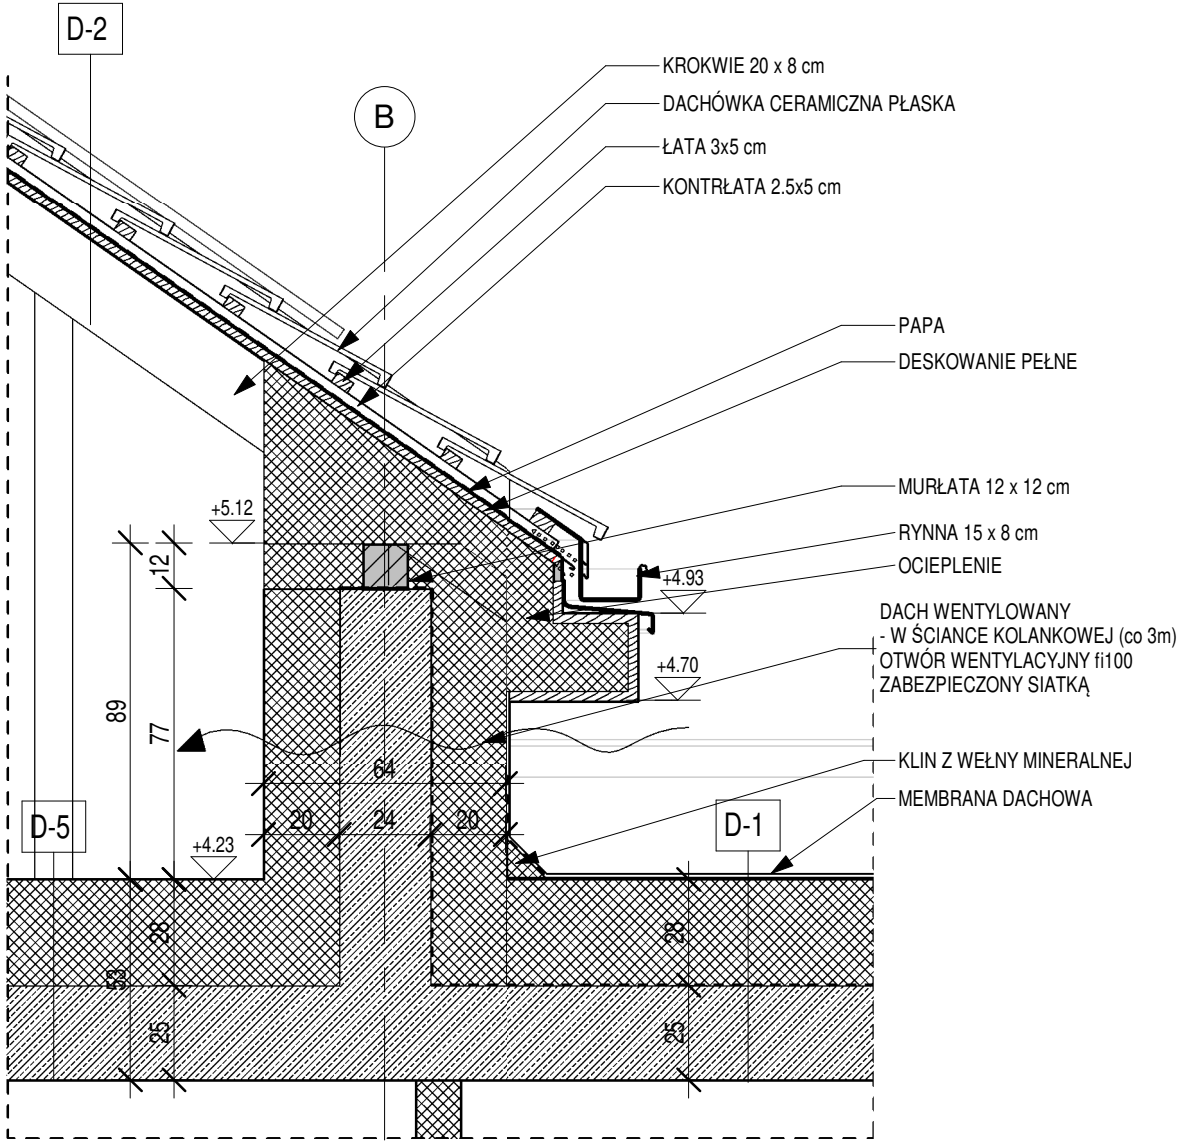 D-2
B
KROKWIE 20 x 8 cm
DACHÓWKA CERAMICZNA PŁASKA
ŁATA 3x5 cm
KONTRŁATA 2.5x5 cm
PAPA
DESKOWANIE PEŁNE
MURŁATA 12 x 12 cm
RYNNA 15 x 8 cm
OCIEPLENIE
DACH WENTYLOWANY
- W ŚCIANCE KOLANKOWEJ (co 3m)
OTWÓR WENTYLACYJNY fi100
ZABEZPIECZONY SIATKĄ
KLIN Z WEŁNY MINERALNEJ
MEMBRANA DACHOWA
+5.12
+4.93
+4.70
+4.23
12
89
77
64
20
24
20
D-5
D-1
28
53
25
28
25